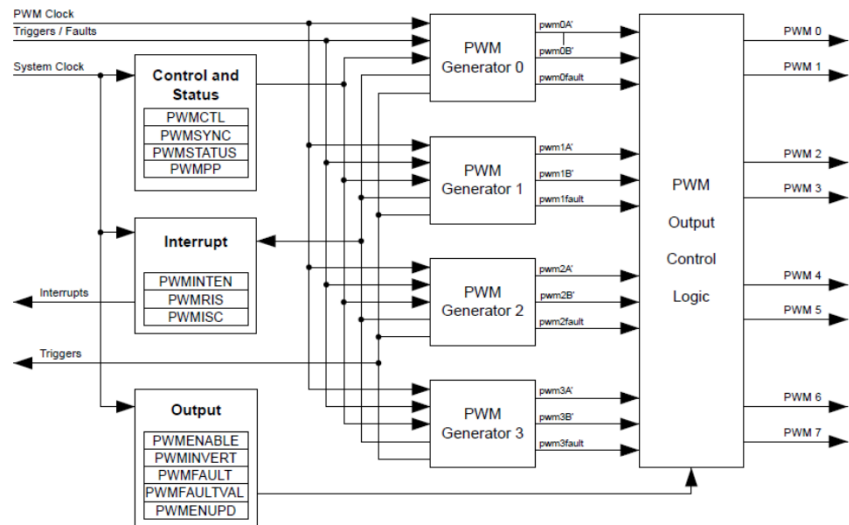 PWM Clock
Triggers / Faults
System Clock
Control and
Status
PWMCTL
PWMSYNC
PWMSTATUS
PWMPP
Interrupt
PWMINTEN
PWMRIS
PWMISC
Interrupts
Triggers
Output
PWMENABLE
PWMINVERT
PWMFAULT
PWMFAULTVAL
PWMENUPD
PWM
Generator 0
pwm0A'
pwm0B'
pwm0fault
PWM
Generator 1
pwm1A'
pwm1B'
pwm1fault
PWM
Generator 2
pwm2A'
pwm2B'
pwm2fault
PWM
Generator 3
pwm3A'
pwm3B'
pwm3fault
PWM
Output
Control
Logic
PWM 0
PWM 1
PWM 2
PWM 3
PWM 4
PWM 5
PWM 6
PWM 7